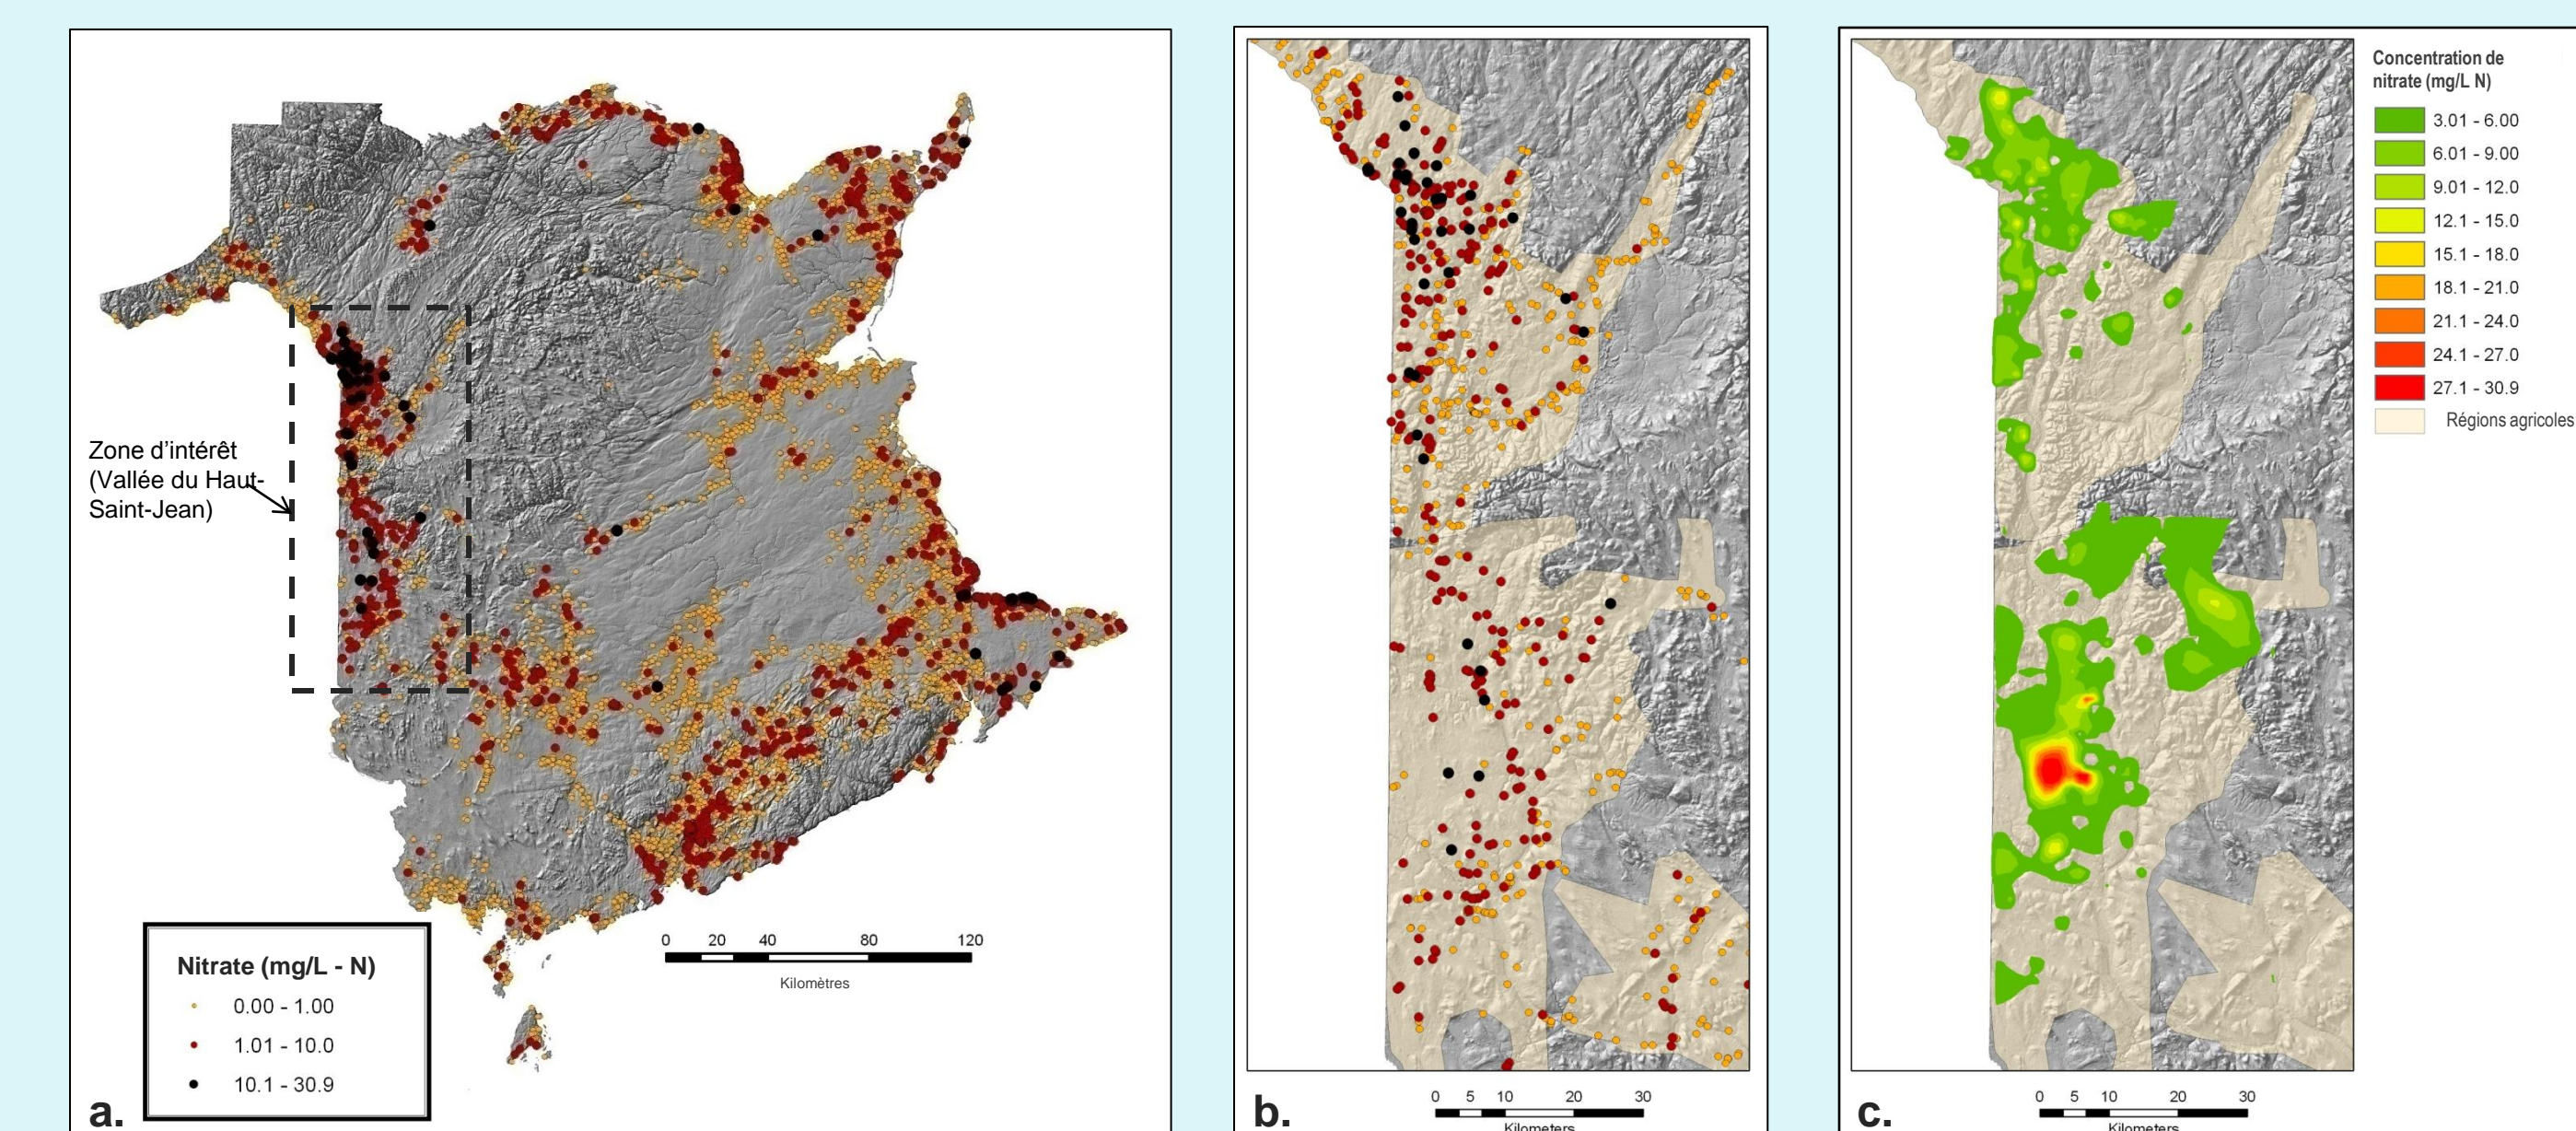 Zone d'intérêt
(Vallée du Haut-
Saint-Jean)
Nitrate (mg/L - N)
0.00 - 1.00
1.01 - 10.0
10.1 - 30.9
0 20 40 80 120
Kilomètres
a.
0 5 10 20 30
Kilometers
b.
Concentration de
nitrate (mg/L N)
3.01 - 6.00
6.01 - 9.00
9.01 - 12.0
12.1 - 15.0
15.1 - 18.0
18.1 - 21.0
21.1 - 24.0
24.1 - 27.0
27.1 - 30.9
Régions agricoles
0 5 10 20 30
Kilometers
c.